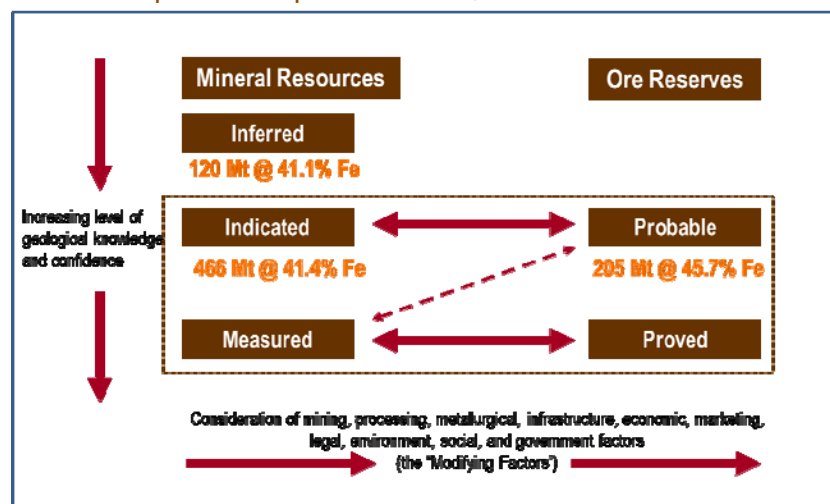 Mineral Resources
Ore Reserves
Inferred
120 Mt @ 41.1% Fe
Increasing level of
geological knowledge
and confidence
Indicated
Probable
466 Mt @ 41.4% Fe
205 Mt @ 45.7% Fe
Measured
Proved
Consideration of mining, processing, metallurgical, infrastructure, economic, marketing,
legal, environment, social, and government factors
(the "Modifying Factors")